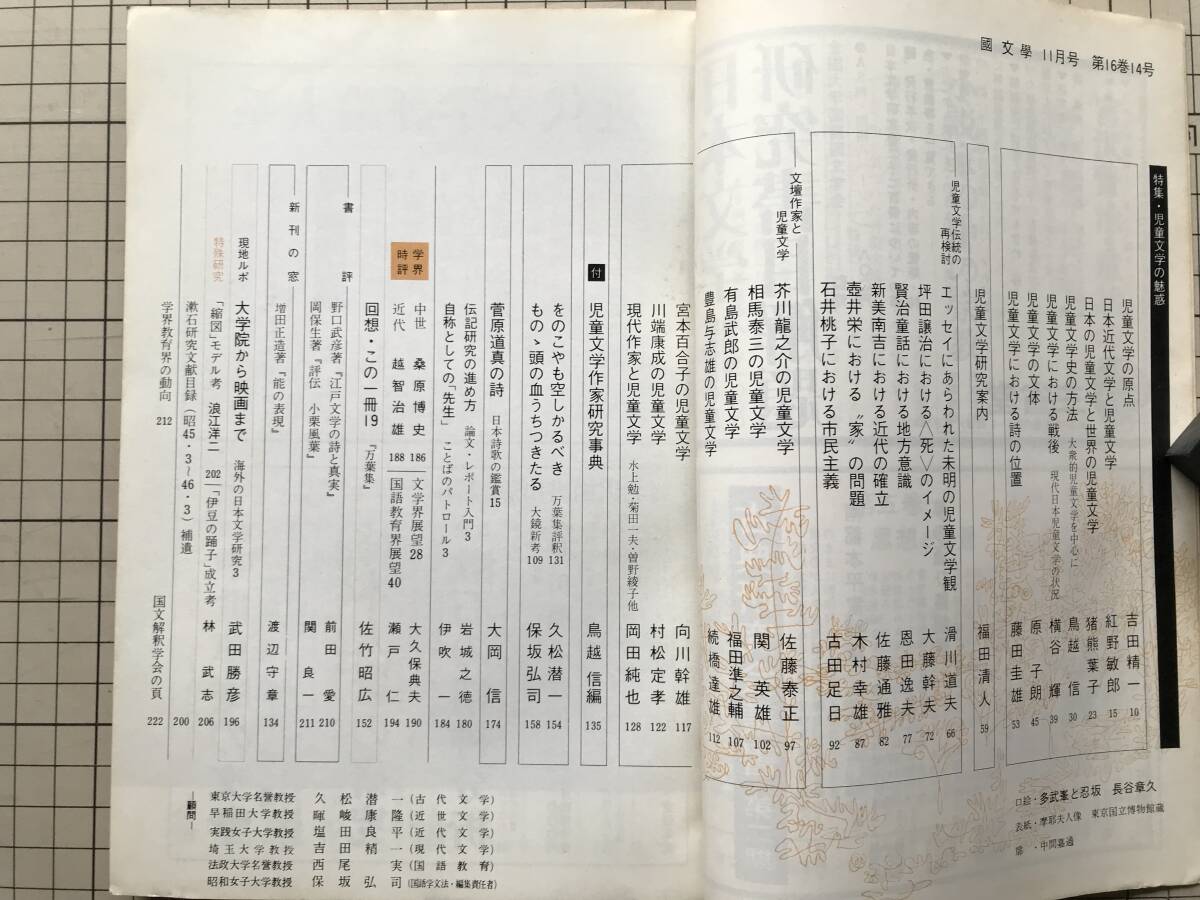 國文學 11月号 第16巻14号
特集・児童文学の魅惑
児童文学の原点 吉田精一 10
日本近代文学と児童文学 紅野敏郎 15
日本の児童文学と世界の児童文学 猪熊葉子 23
児童文学史の方法 大衆的児童文学を中心に 鳥越信 30
児童文学における戦後 現代日本児童文学の状況 横谷輝 39
児童文学の文体 原子朗 45
児童文学における詩の位置 藤田圭雄 53
児童文学研究案内 福田清人 59
児童文学伝統の再検討
エッセイにあらわれた未明の児童文学観 滑川道夫 66
坪田譲治における〈死〉のイメージ 大藤幹夫 72
賢治童話における地方意識 恩田逸夫 77
新美南吉における近代の確立 佐藤通雅 82
壺井栄における〝家〟の問題 木村幸雄 87
石井桃子における市民主義 古田足日 92
文壇作家と児童文学
芥川龍之介の児童文学 佐藤泰正 97
相馬泰三の児童文学 関英雄 102
有島武郎の児童文学 福田準之輔 107
豊島与志雄の児童文学 続橋達雄 112
宮本百合子の児童文学 向川幹雄 117
川端康成の児童文学 村松定孝 122
現代作家と児童文学 水上勉・菊田一夫・曽野綾子他 岡田純也 128
付 児童文学作家研究事典 鳥越信編 135
をのこやも空しかるべき 万葉集評釈131 久松潜一 154
ものゝ頭の血うちつきたる 大鏡新考109 保坂弘司 158
菅原道真の詩 日本詩歌の鑑賞15 大岡信 174
伝記研究の進め方 論文・レポート入門3 岩城之徳 180
自称としての「先生」 ことばのパトロール3 伊吹一 184
学界時評
中世 桑原博史 186 文学界展望28 大久保典夫 190
近代 越智治雄 188 国語教育界展望40 瀬戸仁 194
回想・この一冊19 『万葉集』 佐竹昭広 152
書評
野口武彦著『江戸文学の詩と真実』 前田愛 210
岡保生著『評伝 小栗風葉』 関良一 211
新刊の窓
増田正造著『能の表現』 渡辺守章 134
現地ルポ 大学院から映画まで 海外の日本文学研究3 武田勝彦 196
特殊研究 「縮図」モデル考 浪江洋二 202 「伊豆の踊子」成立考 林武志 206
漱石研究文献目録(昭45・3~46・3)補遺 200
学界教育界の動向 212 国文解釈学会の頁 222
口絵・多武峯と忍坂 長谷章久
表紙・摩耶夫人像 東京国立博物館蔵
扉・中間嘉通
―顧問―
東京大学名誉教授 久松潜一(古代文学)
早稲田大学教授 暉峻康隆(近世文学)
実践女子大学教授 塩田良平(近代文学)
埼玉大学教授 吉田精一(現代文学)
法政大学名誉教授 西尾実(国語教育)
昭和女子大学教授 保坂弘司(国語学文法・編集責任者)